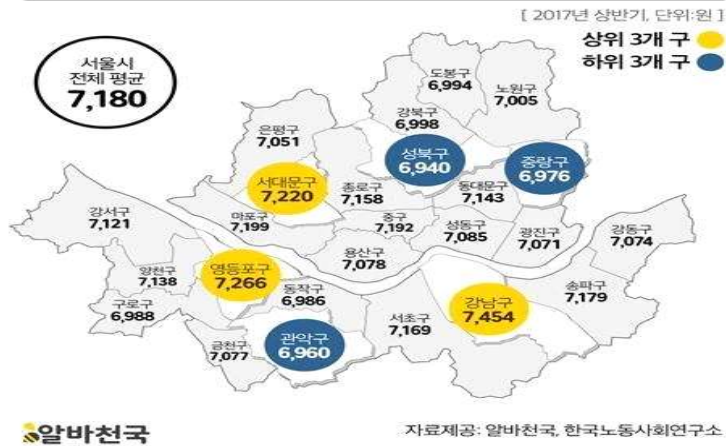 [ 2017년 상반기, 단위:원 ]
상위 3개 구
하위 3개 구
서울시
전체 평균
7,180
도봉구
6,994
노원구
7,005
강북구
6,998
은평구
7,051
성북구
6,940
중랑구
6,976
서대문구
7,220
종로구
7,158
동대문구
7,143
강서구
7,121
마포구
7,199
중구
7,192
성동구
7,085
광진구
7,071
강동구
7,074
용산구
7,078
양천구
7,138
영등포구
7,266
동작구
6,986
강남구
7,454
송파구
7,179
구로구
6,988
서초구
7,169
금천구
7,077
관악구
6,960
알바천국
자료제공: 알바천국, 한국노동사회연구소